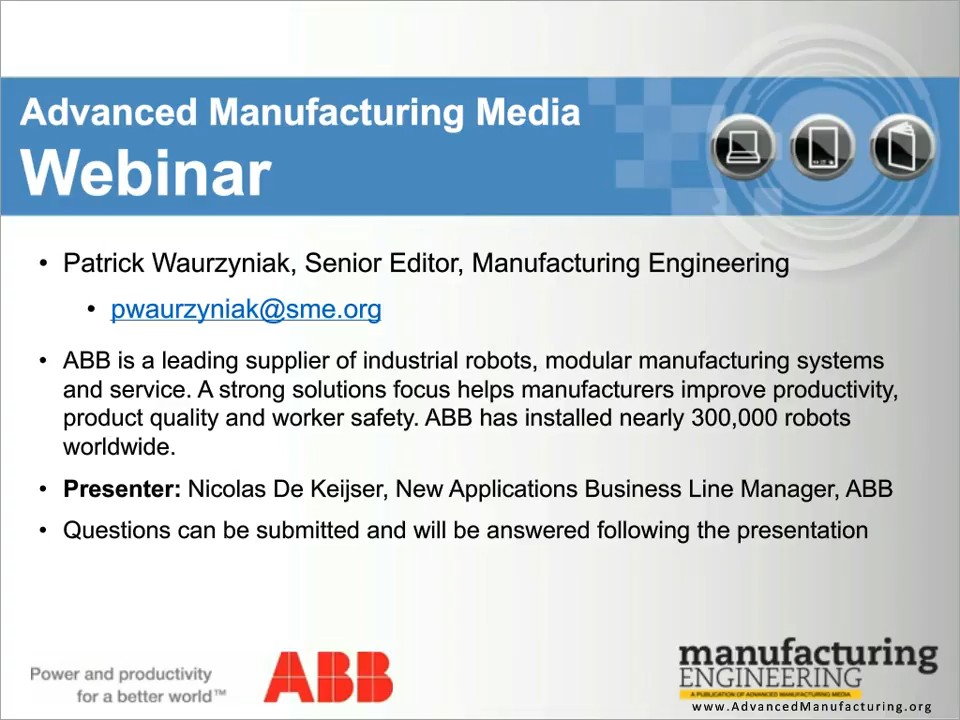 Advanced Manufacturing Media
Webinar
• Patrick Waurzyniak, Senior Editor, Manufacturing Engineering
• pwaurzyniak@sme.org
• ABB is a leading supplier of industrial robots, modular manufacturing systems
and service. A strong solutions focus helps manufacturers improve productivity,
product quality and worker safety. ABB has installed nearly 300,000 robots
worldwide.
• Presenter: Nicolas De Keijser, New Applications Business Line Manager, ABB
• Questions can be submitted and will be answered following the presentation
Power and productivity
for a better world™
ABB
manufacturing
ENGINEERING
A PUBLICATION OF ADVANCED MANUFACTURING MEDIA
www.AdvancedManufacturing.org